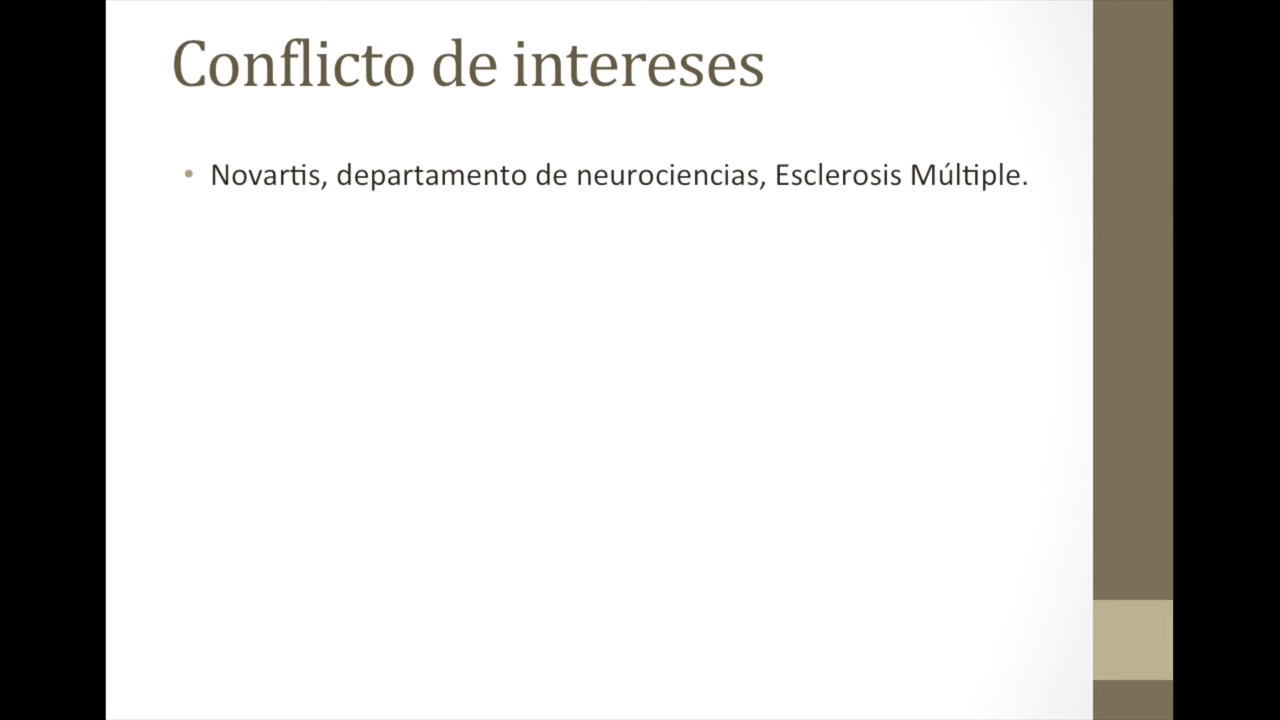 Conflicto de intereses
• Novartis, departamento de neurociencias, Esclerosis Múltiple.